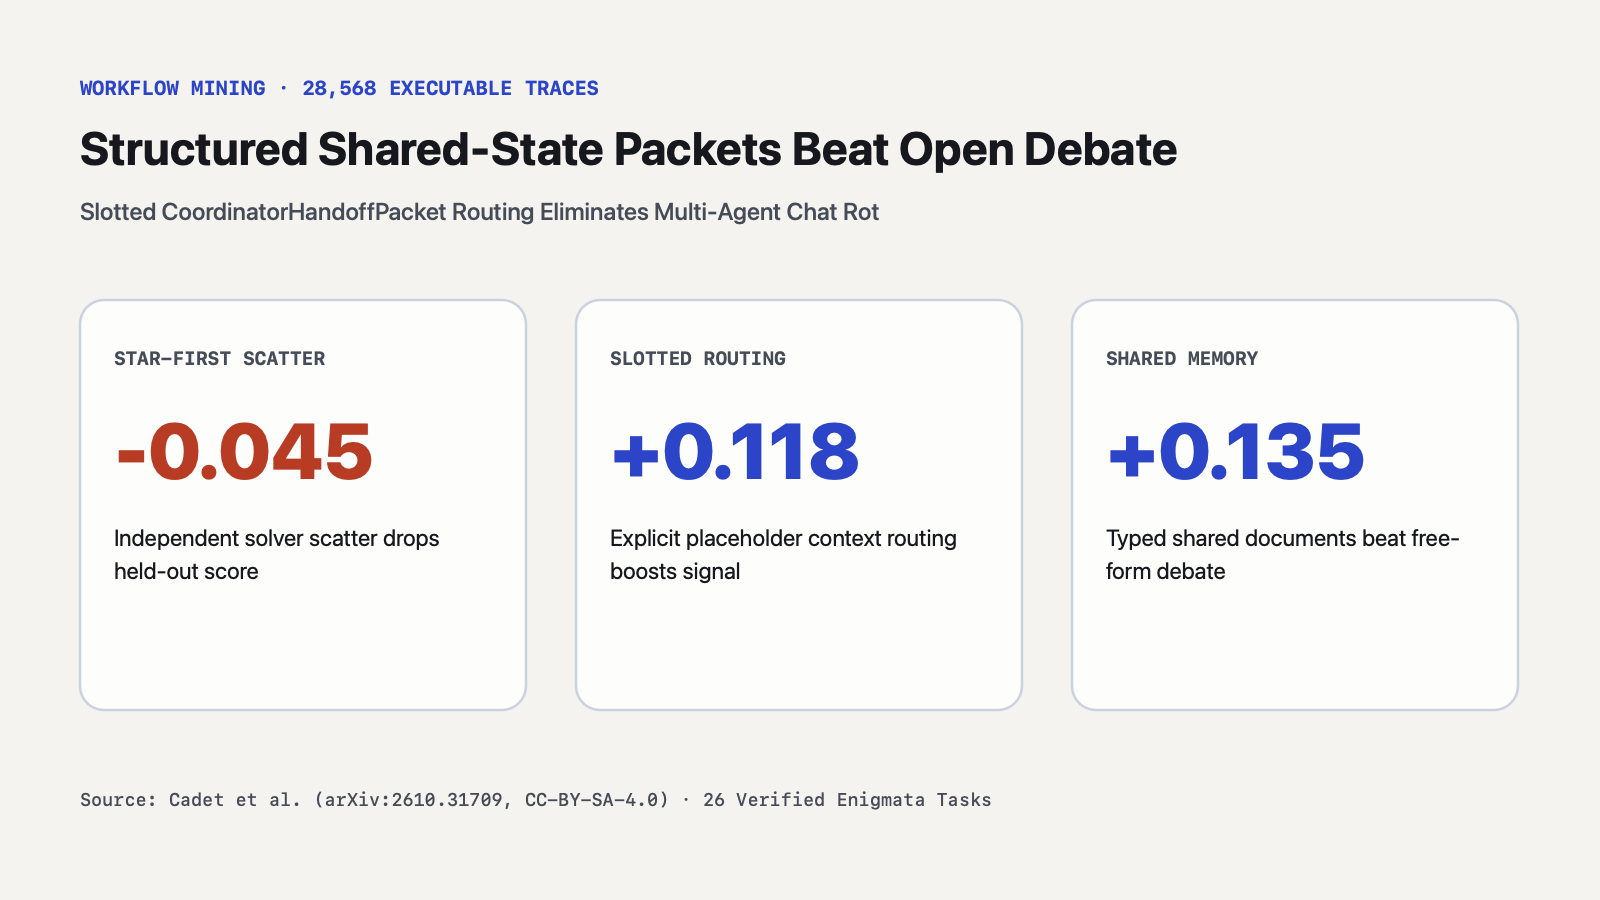 WORKFLOW MINING · 28,568 EXECUTABLE TRACES
Structured Shared-State Packets Beat Open Debate
Slotted CoordinatorHandoffPacket Routing Eliminates Multi-Agent Chat Rot
STAR-FIRST SCATTER
-0.045
Independent solver scatter drops
held-out score
SLOTTED ROUTING
+0.118
Explicit placeholder context routing
boosts signal
SHARED MEMORY
+0.135
Typed shared documents beat free-
form debate
Source: Cadet et al. (arXiv:2610.31709, CC-BY-SA-4.0) · 26 Verified Enigmata Tasks